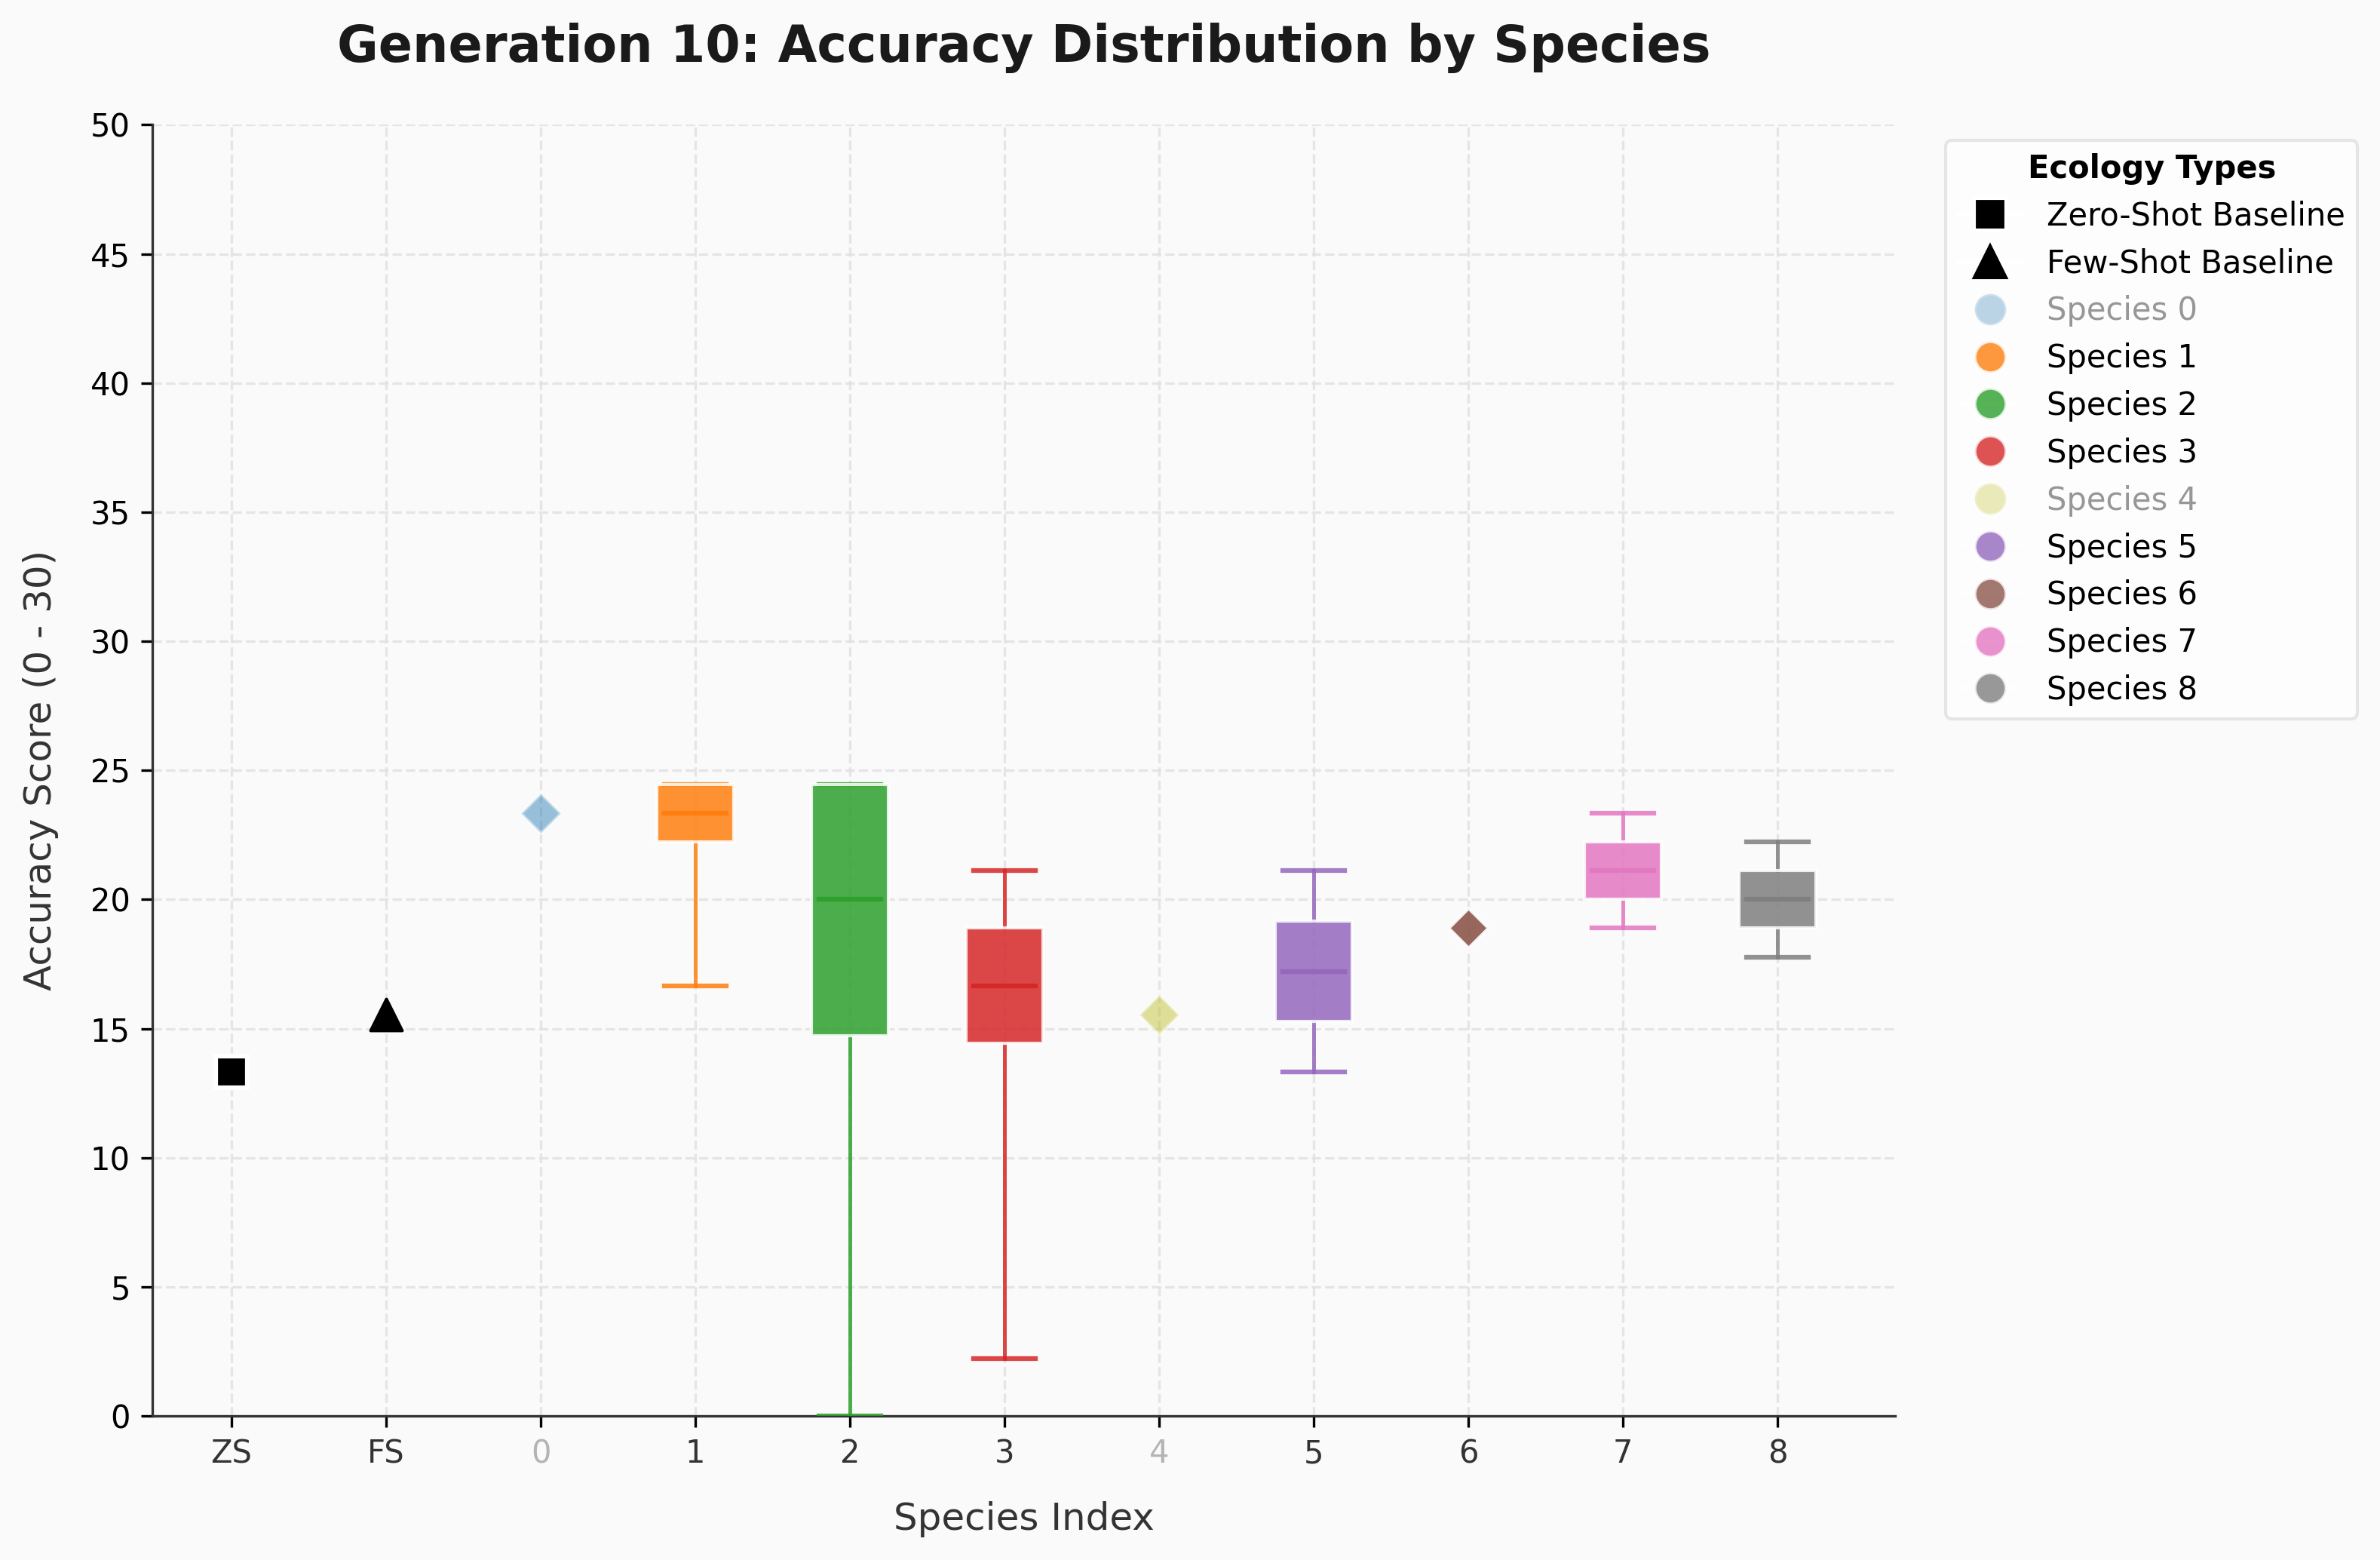 Generation 10: Accuracy Distribution by Species
50
45
40
35
30
25
20
15
10
5
0
Accuracy Score (0 - 30)
ZS FS 0 1 2 3 4 5 6 7 8
Species Index
Ecology Types
Zero-Shot Baseline
Few-Shot Baseline
Species 0
Species 1
Species 2
Species 3
Species 4
Species 5
Species 6
Species 7
Species 8